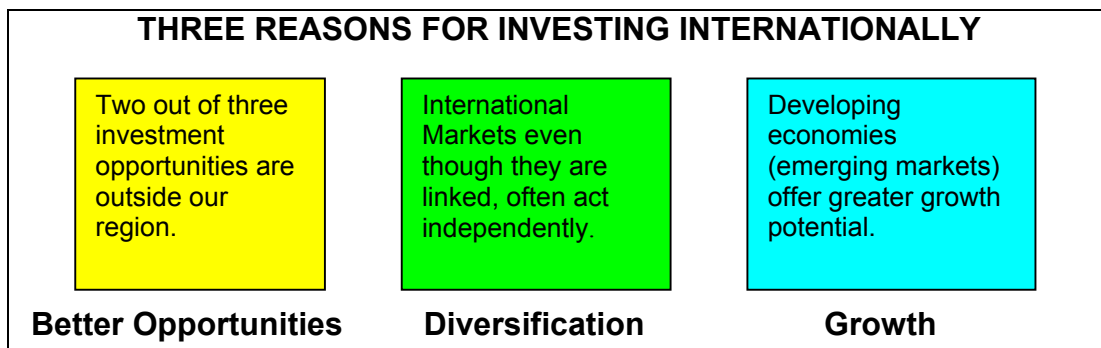 THREE REASONS FOR INVESTING INTERNATIONALLY
Two out of three
investment
opportunities are
outside our
region.
International
Markets even
though they are
linked, often act
independently.
Developing
economies
(emerging markets)
offer greater growth
potential.
Better Opportunities
Diversification
Growth